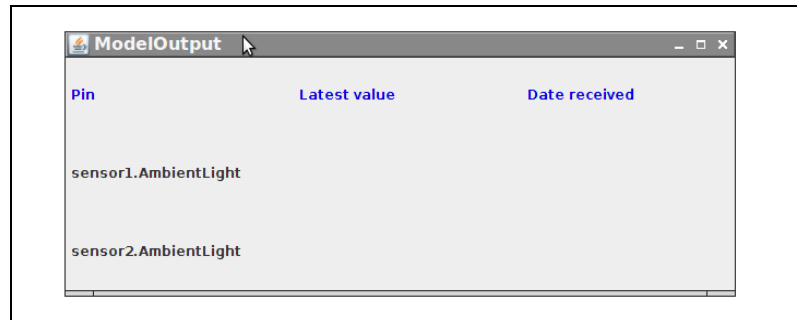 ModelOutput
Pin Latest value Date received
sensor1.AmbientLight
sensor2.AmbientLight